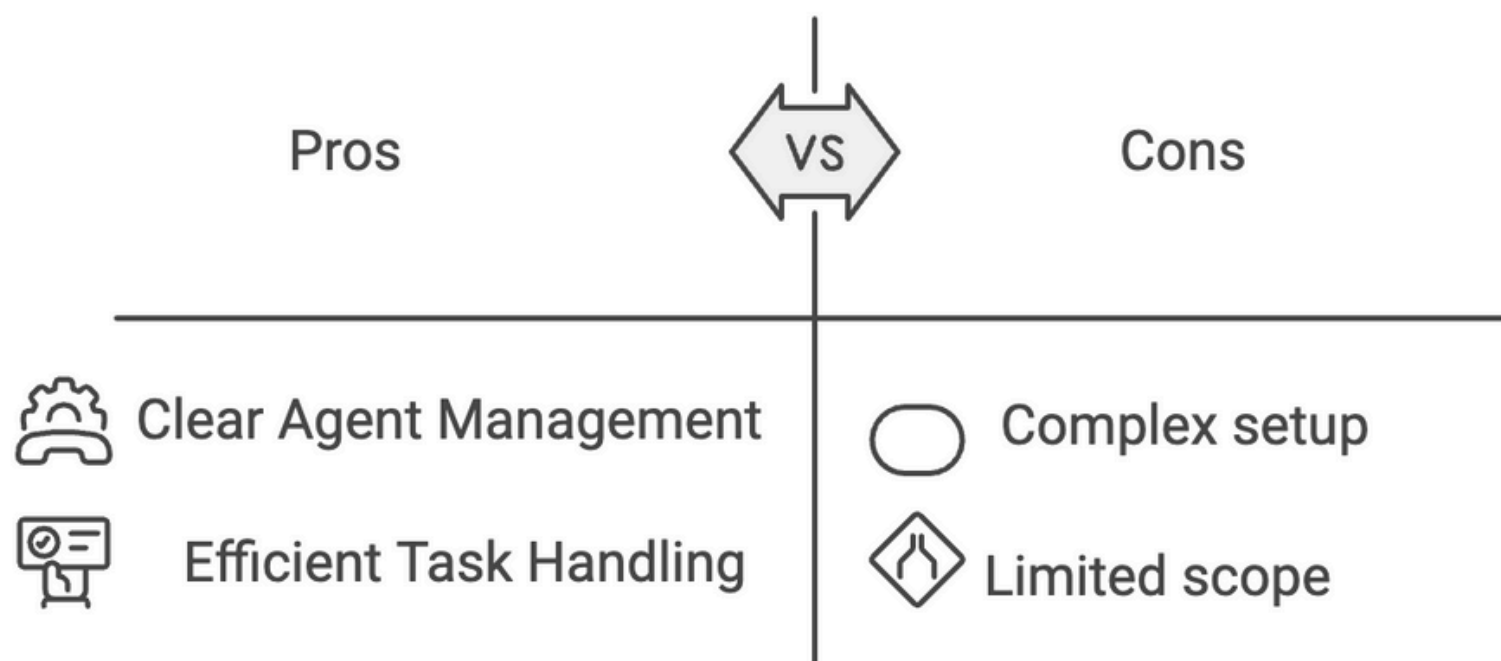 Pros
VS
Cons
Clear Agent Management
Complex setup
Efficient Task Handling
Limited scope